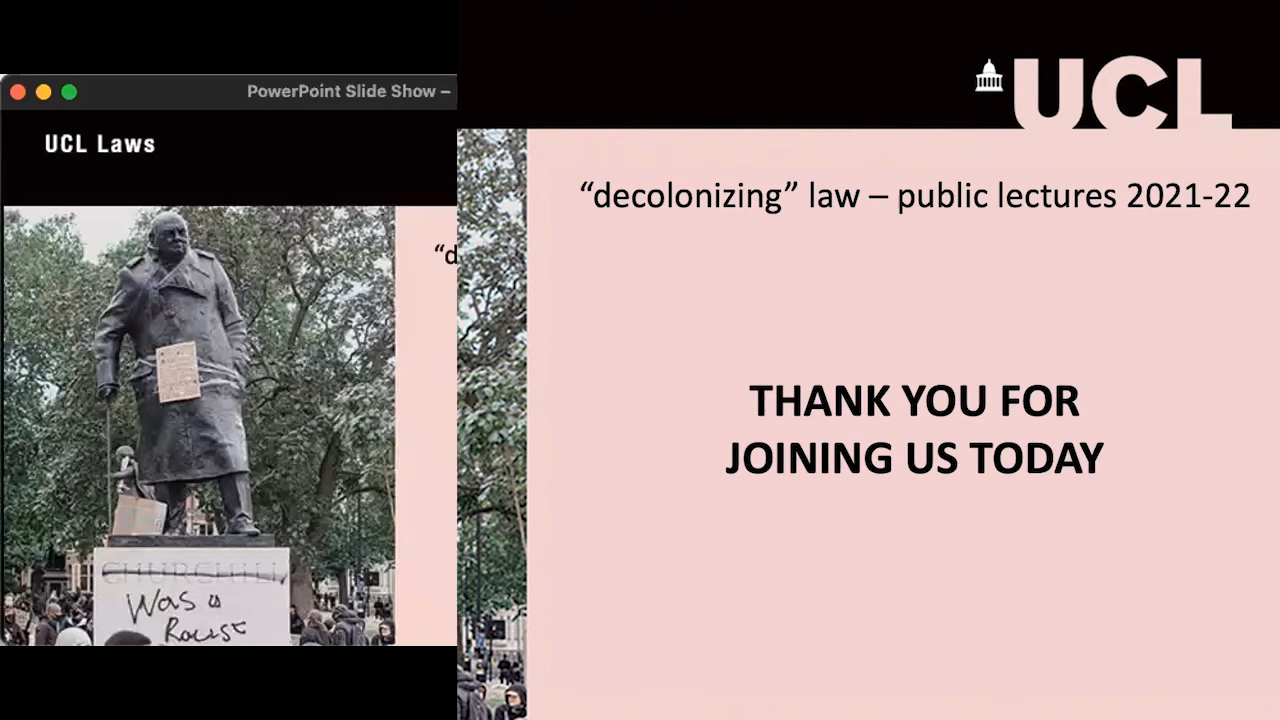 PowerPoint Slide Show –
UCL Laws
“d
CHURCHILL
Was a
Racist
UCL
“decolonizing” law – public lectures 2021-22
THANK YOU FOR
JOINING US TODAY